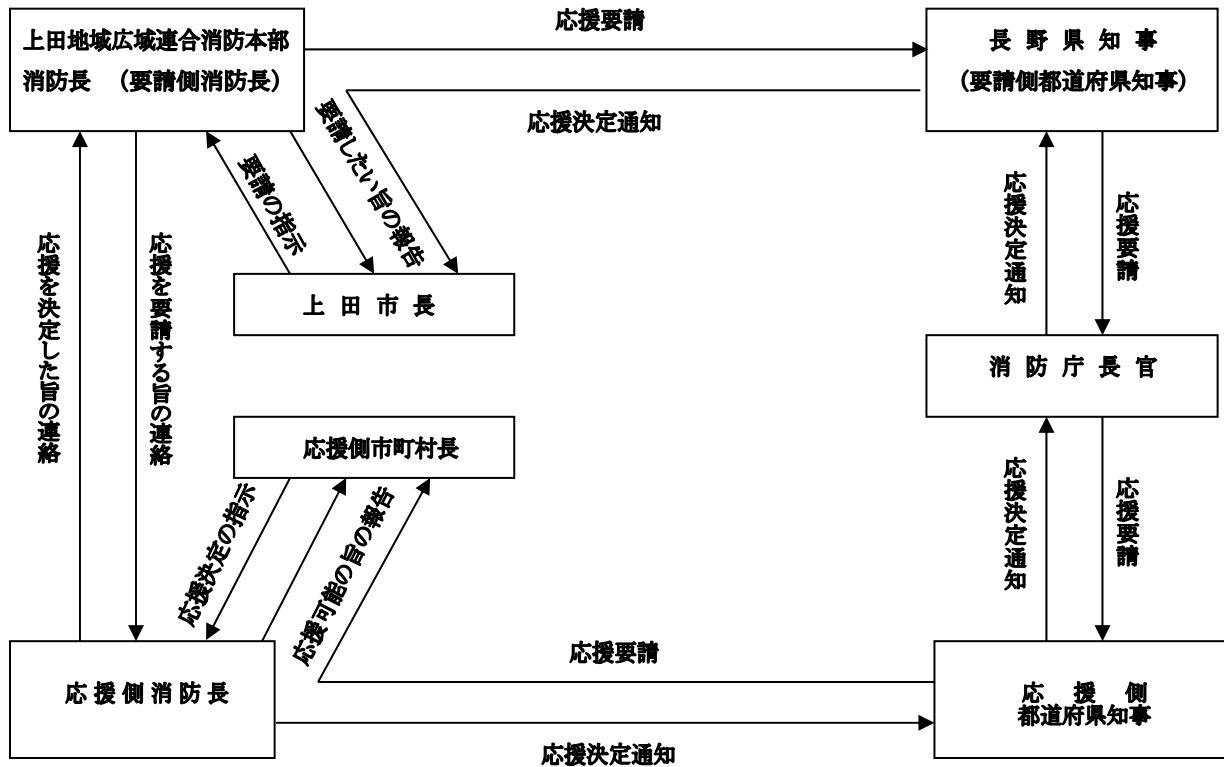 応援要請
上田地域広域連合消防本部
消防長 （要請側消防長）
長野県知事
（要請側都道府県知事）
応援決定通知
要請の指示
要請したい旨の報告
応援を決定した旨の連絡
応援を要請する旨の連絡
上田市長
応援決定通知
応援要請
消防庁長官
応援側市町村長
応援決定の指示
応援可能の旨の報告
応援決定通知
応援要請
応援要請
応援側消防長
応援側
都道府県知事
応援決定通知